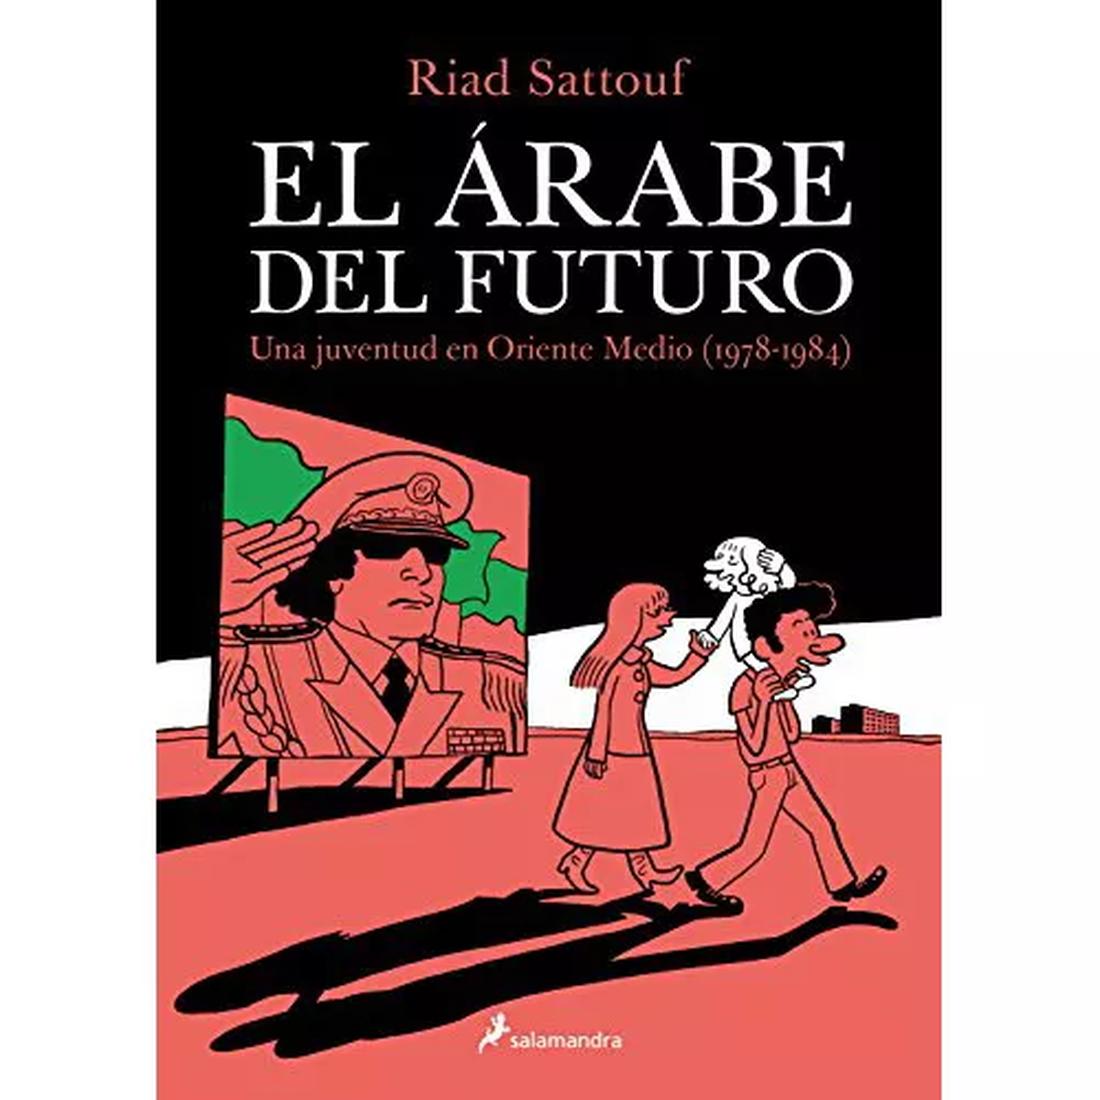 Riad Sattouf
EL ÁRABE
DEL FUTURO
Una juventud en Oriente Medio (1978-1984)
salamandra